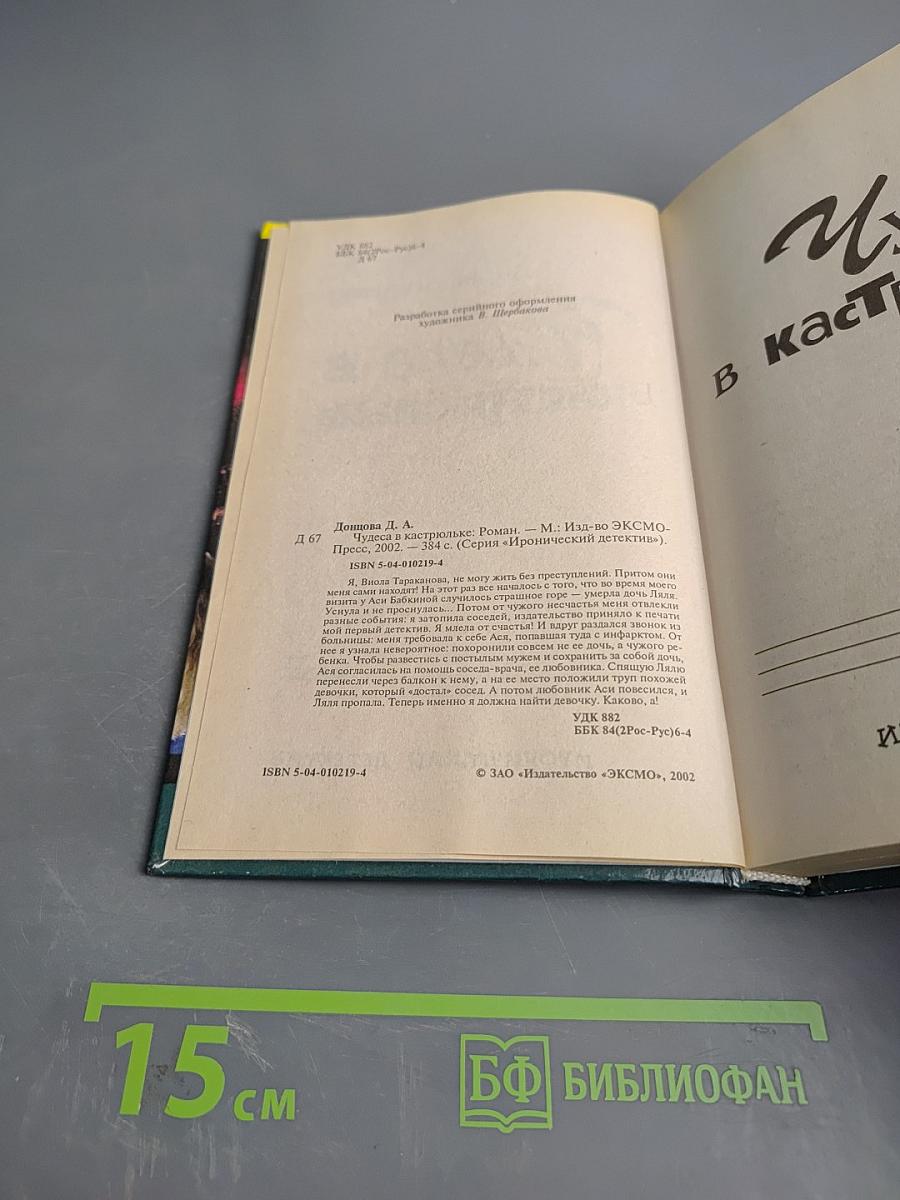 УДК 882
ББК 84(2Рос-Рус)6-4
Д 67
Разработка серийного оформления
художника В. Щербакова
Донцова Д. А.
Д 67 Чудеса в кастрюльке: Роман. — М.: Изд-во ЭКСМО-
Пресс, 2002. — 384 с. (Серия «Иронический детектив»).
ISBN 5-04-010219-4
Я, Виола Тараканова, не могу жить без преступлений. Притом они
меня сами находят! На этот раз все началось с того, что во время моего
визита у Аси Бабкиной случилось страшное горе — умерла дочь Ляля.
Уснула и не проснулась... Потом от чужого несчастья меня отвлекли
разные события: я затопила соседей, издательство приняло к печати
мой первый детектив. Я млела от счастья! И вдруг раздался звонок из
больницы: меня требовала к себе Ася, попавшая туда с инфарктом. От
нее я узнала невероятное: похоронили совсем не ее дочь, а чужого ре-
бенка. Чтобы развестись с постылым мужем и сохранить за собой дочь,
Ася согласилась на помощь соседа-врача, ее любовника. Спящую Лялю
перенесли через балкон к нему, а на ее место положили труп похожей
девочки, который «достал» сосед. А потом любовник Аси повесился, и
Ляля пропала. Теперь именно я должна найти девочку. Каково, а!
УДК 882
ББК 84(2Рос-Рус)6-4
ISBN 5-04-010219-4 © ЗАО «Издательство «ЭКСМО», 2002
Чу
в кастр
и
15 см
БФ БИБЛИОФАН